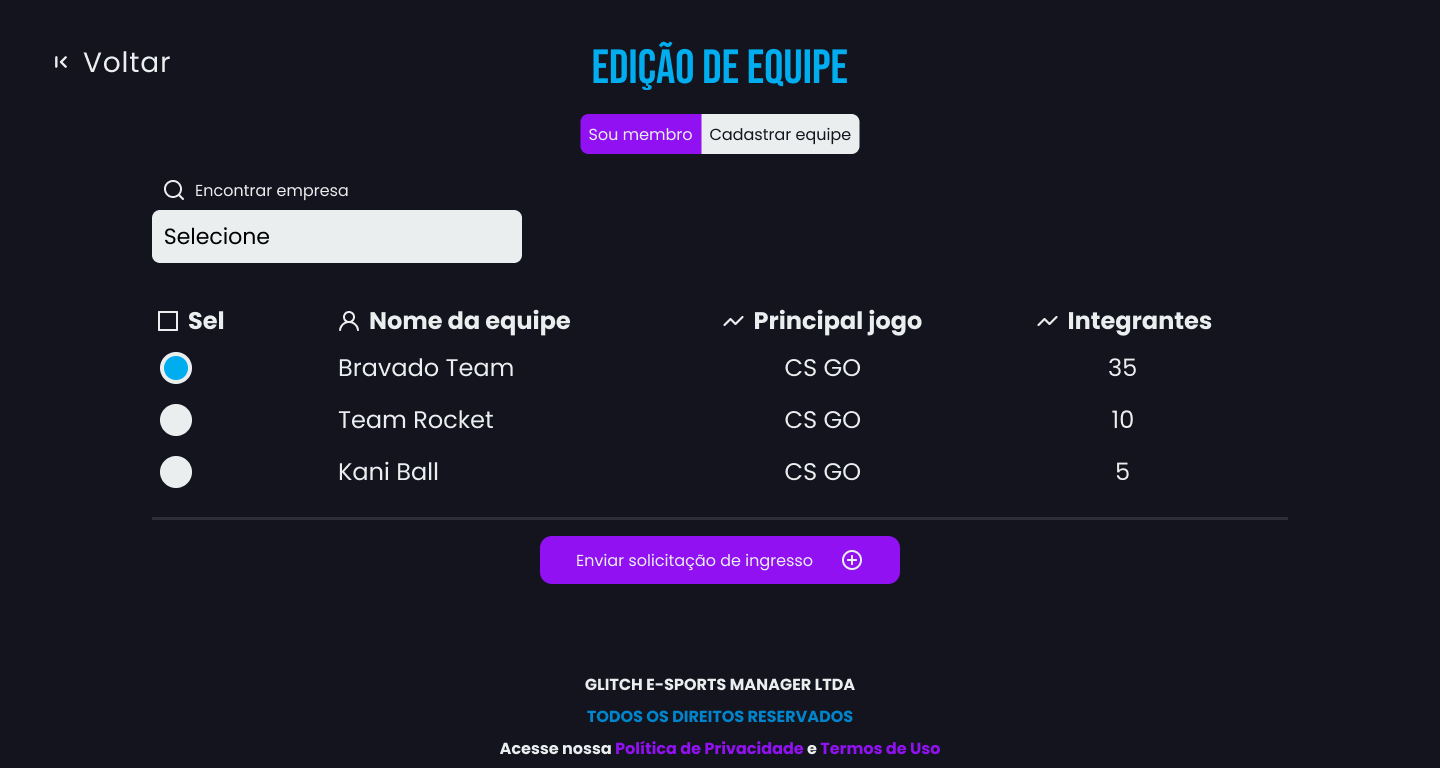 Voltar
EDIÇÃO DE EQUIPE
Sou membro Cadastrar equipe
Encontrar empresa
Selecione
Sel Nome da equipe Principal jogo Integrantes
Bravado Team CS GO 35
Team Rocket CS GO 10
Kani Ball CS GO 5
Enviar solicitação de ingresso
GLITCH E-SPORTS MANAGER LTDA
TODOS OS DIREITOS RESERVADOS
Acesse nossa Política de Privacidade e Termos de Uso